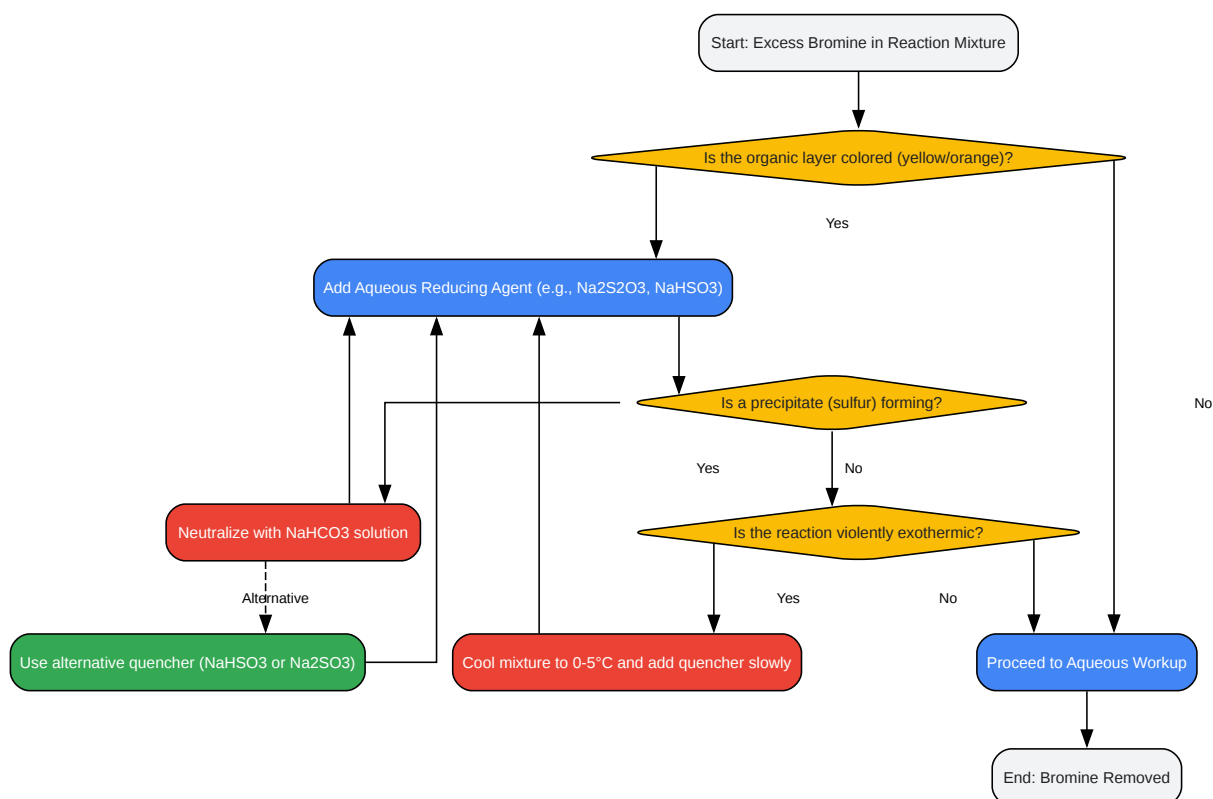 Start: Excess Bromine in Reaction Mixture
Is the organic layer colored (yellow/orange)?
Yes
Add Aqueous Reducing Agent (e.g., Na2S2O3, NaHSO3)
Is a precipitate (sulfur) forming?
No
Yes
No
Neutralize with NaHCO3 solution
Is the reaction violently exothermic?
Alternative
Yes
No
Use alternative quencher (NaHSO3 or Na2SO3)
Cool mixture to 0-5°C and add quencher slowly
Proceed to Aqueous Workup
End: Bromine Removed